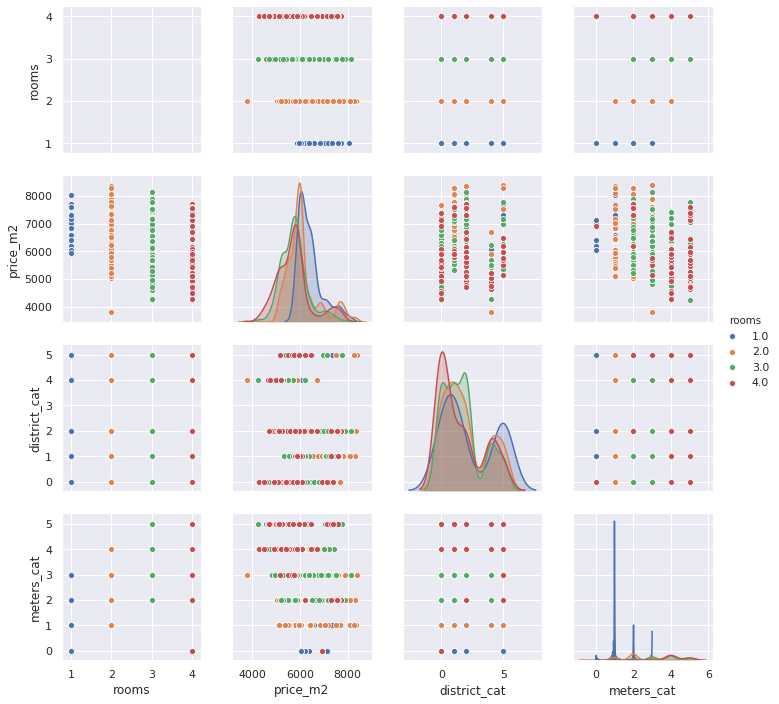 4
3
2
1
rooms
8000
7000
6000
5000
4000
price_m2
rooms
1.0
2.0
3.0
4.0
5
4
3
2
1
0
district_cat
5
4
3
2
1
0
meters_cat
1 2 3 4
4000 6000 8000
0 5
0 2 4 6
rooms
price_m2
district_cat
meters_cat